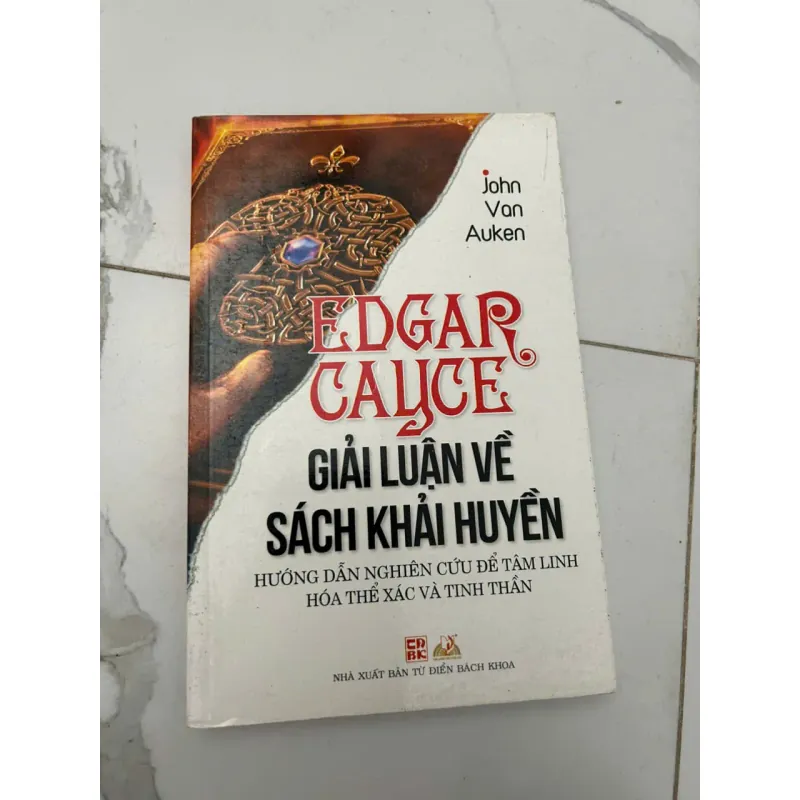 John
Van
Auken
EDGAR
CAYCE
GIẢI LUẬN VỀ
SÁCH KHẢI HUYỀN
HƯỚNG DẪN NGHIÊN CỨU ĐỂ TÂM LINH
HÓA THỂ XÁC VÀ TINH THẦN
NHÀ XUẤT BẢN TỪ ĐIỂN BÁCH KHOA